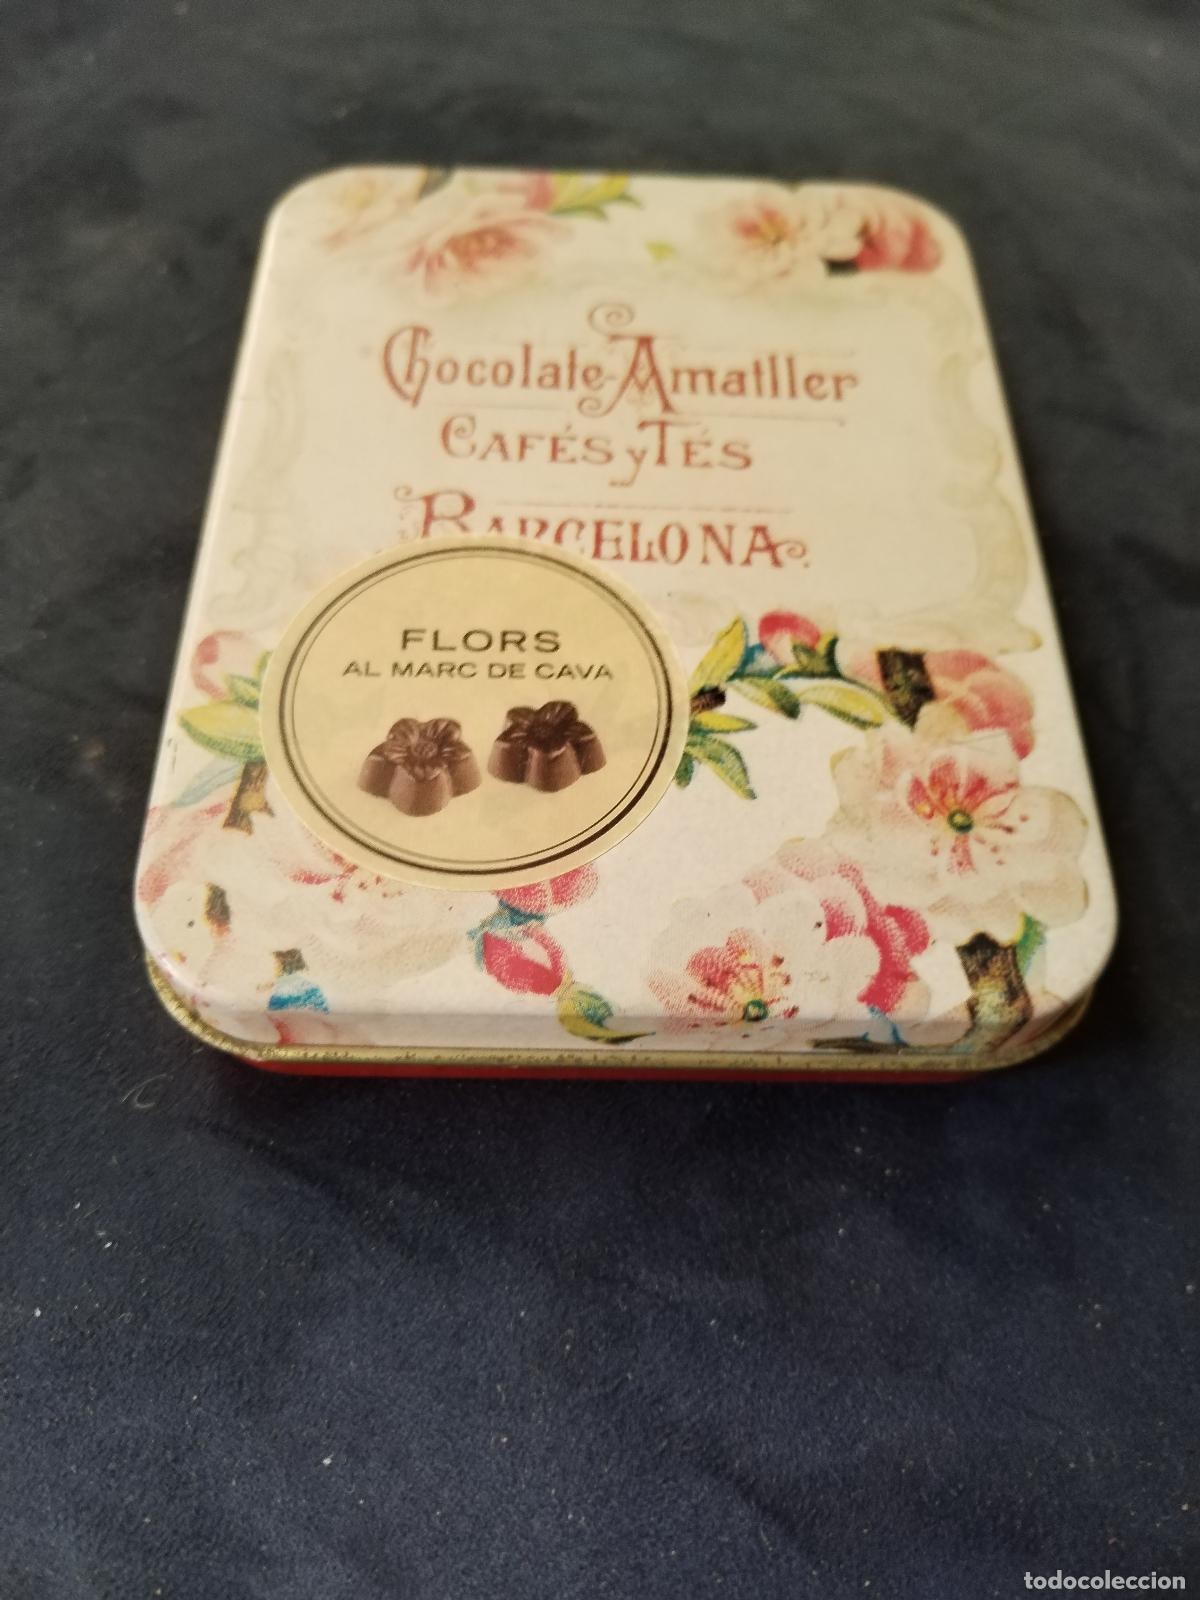 Chocolate-Amatller
CAFÉS y TÉS
BARCELONA.
FLORS
AL MARC DE CAVA
todocoleccion